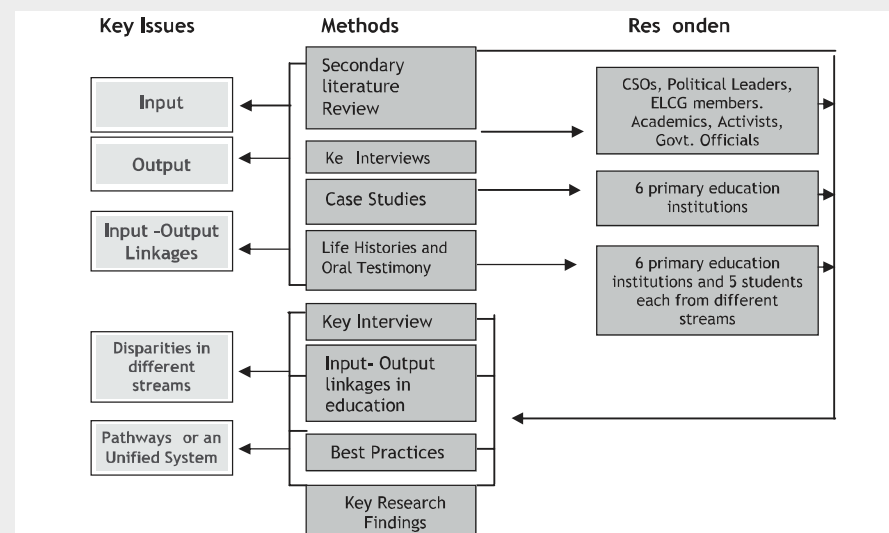 Key Issues
Methods
Res onden
Input
Output
Input -Output
Linkages
Disparities in
different
streams
Pathways or an
Unified System
Secondary
literature
Review
Ke Interviews
Case Studies
Life Histories and
Oral Testimony
Key Interview
Input- Output
linkages in
education
Best Practices
Key Research
Findings
CSOs, Political Leaders,
ELCG members.
Academics, Activists,
Govt. Officials
6 primary education
institutions
6 primary education
institutions and 5 students
each from different
streams